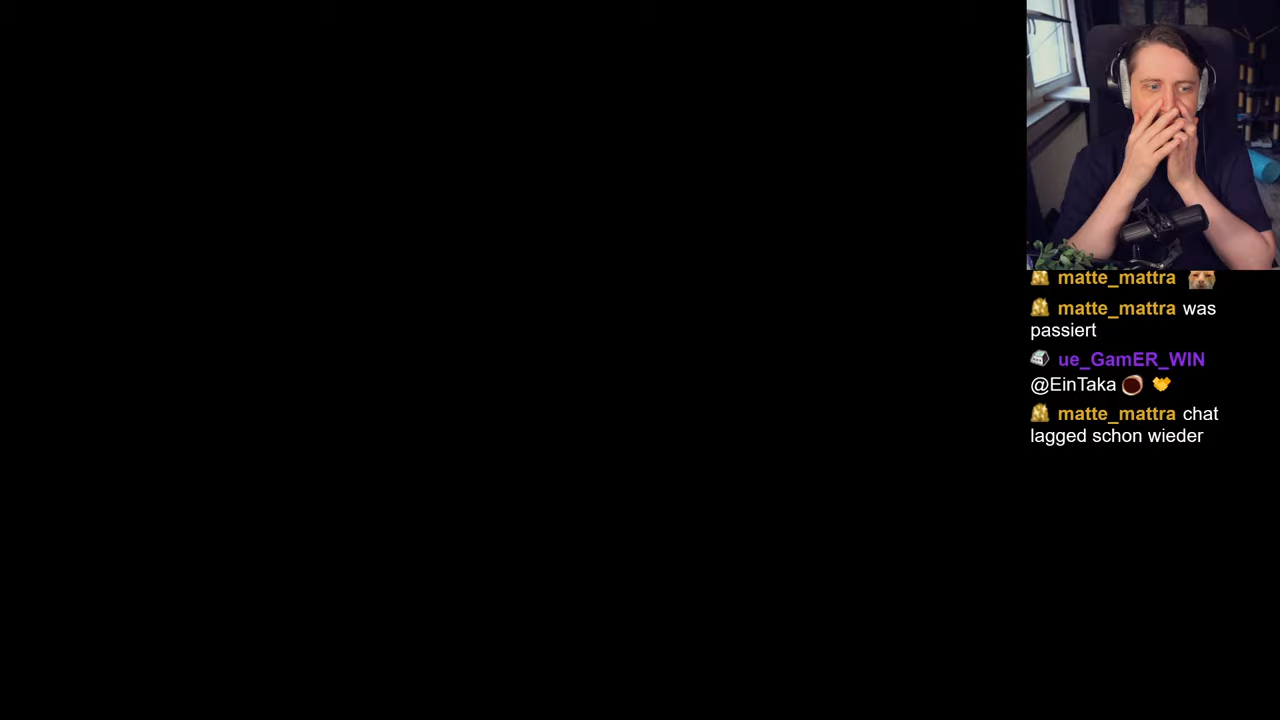 matte_mattra
matte_mattra was
passiert
ue_GamER_WIN
@EinTaka
matte_mattra chat
lagged schon wieder